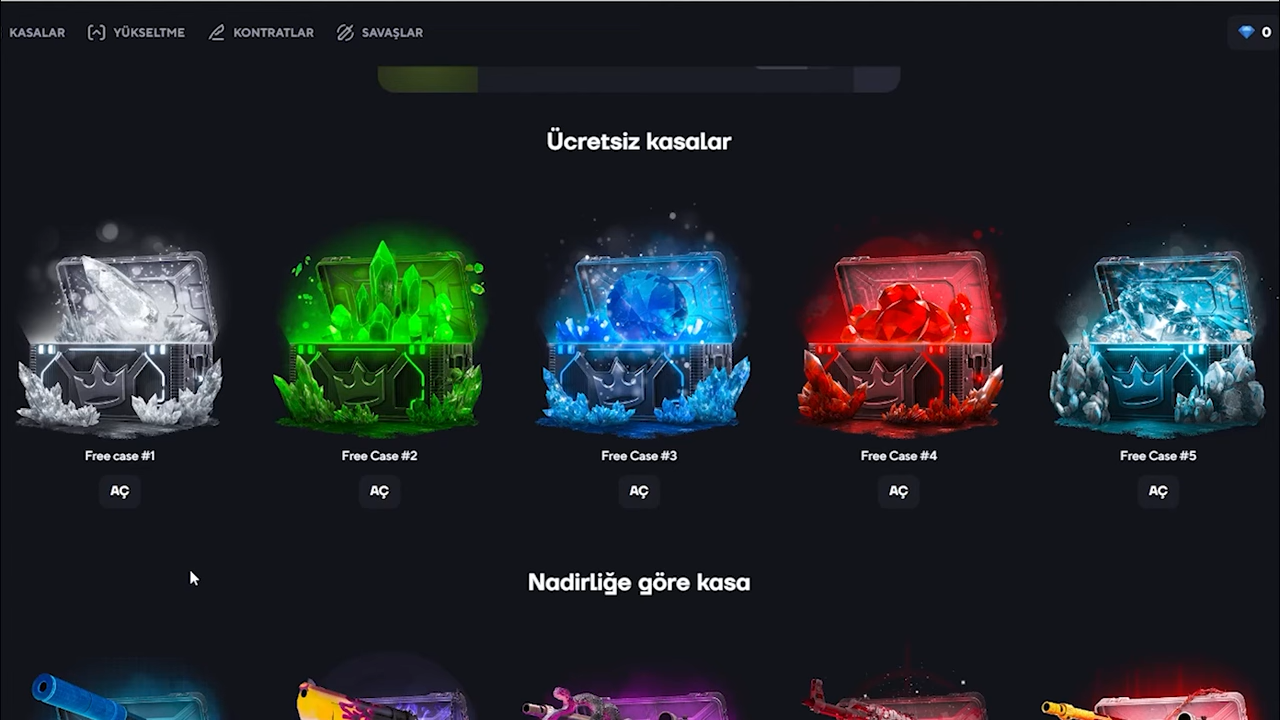 KASALAR YÜKSELTME KONTRATLAR SAVAŞLAR 0
Ücretsiz kasalar
Free case #1 Free Case #2 Free Case #3 Free Case #4 Free Case #5
AÇ AÇ AÇ AÇ AÇ
Nadirliğe göre kasa